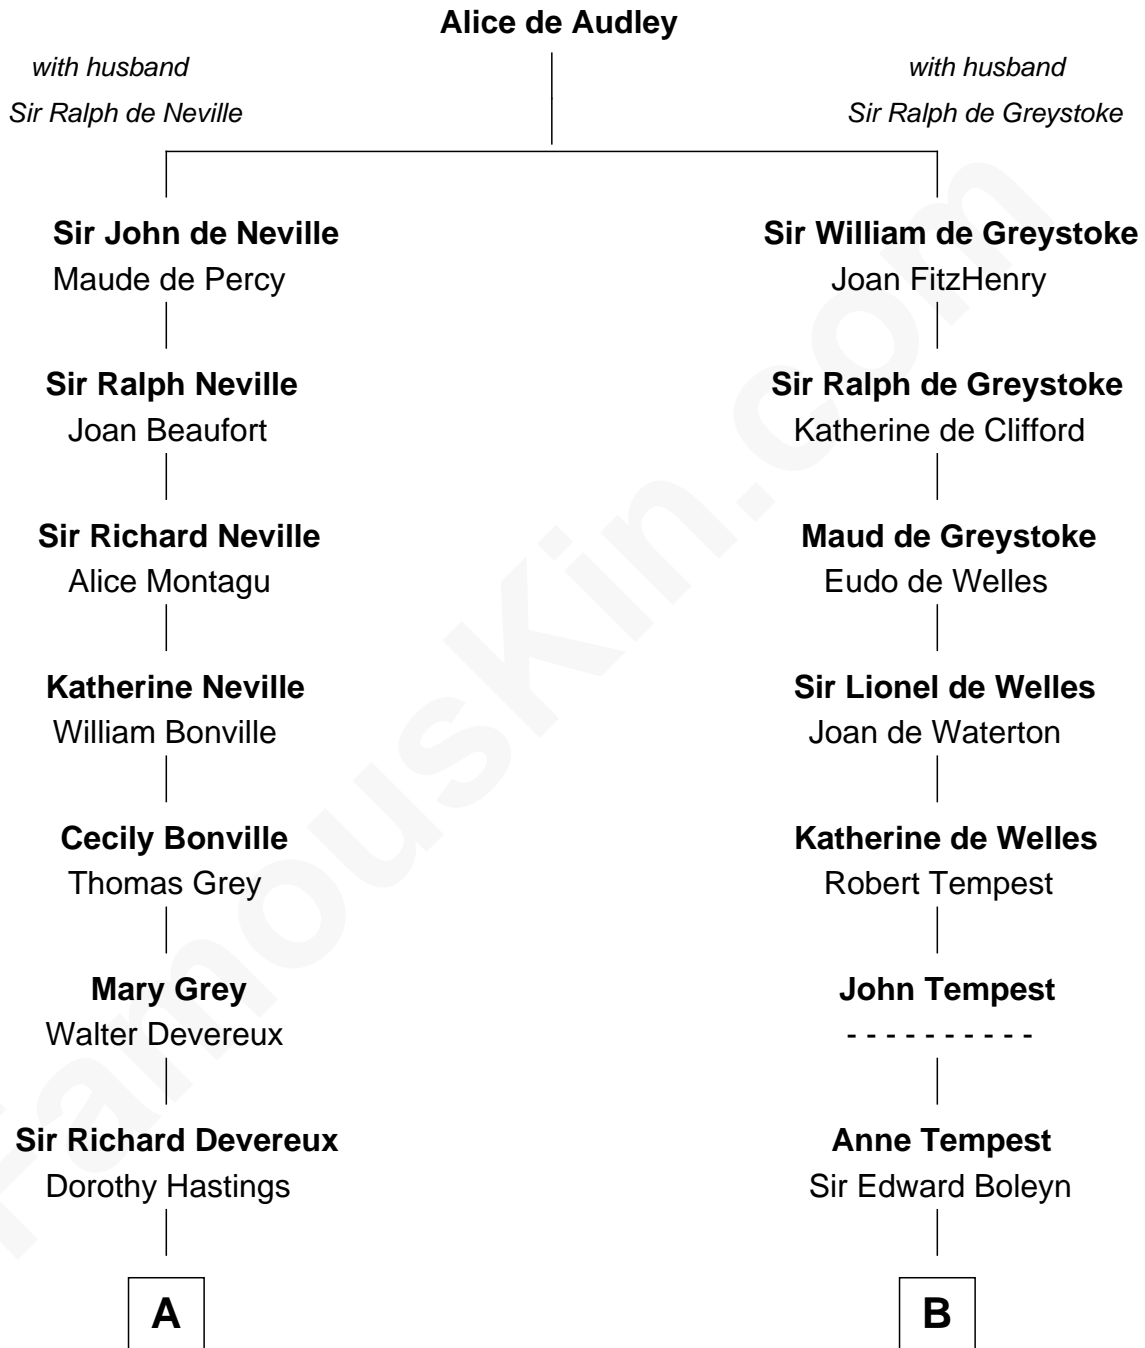 Alice de Audley
with husband
Sir Ralph de Neville
with husband
Sir Ralph de Greystoke
Sir John de Neville
Maude de Percy
Sir William de Greystoke
Joan FitzHenry
Sir Ralph Neville
Joan Beaufort
Sir Ralph de Greystoke
Katherine de Clifford
Sir Richard Neville
Alice Montagu
Maud de Greystoke
Eudo de Welles
Katherine Neville
William Bonville
Sir Lionel de Welles
Joan de Waterton
Cecily Bonville
Thomas Grey
Katherine de Welles
Robert Tempest
Mary Grey
Walter Devereux
John Tempest
- - - - - - - - - -
Sir Richard Devereux
Dorothy Hastings
Anne Tempest
Sir Edward Boleyn
A
B
FamousKin.com